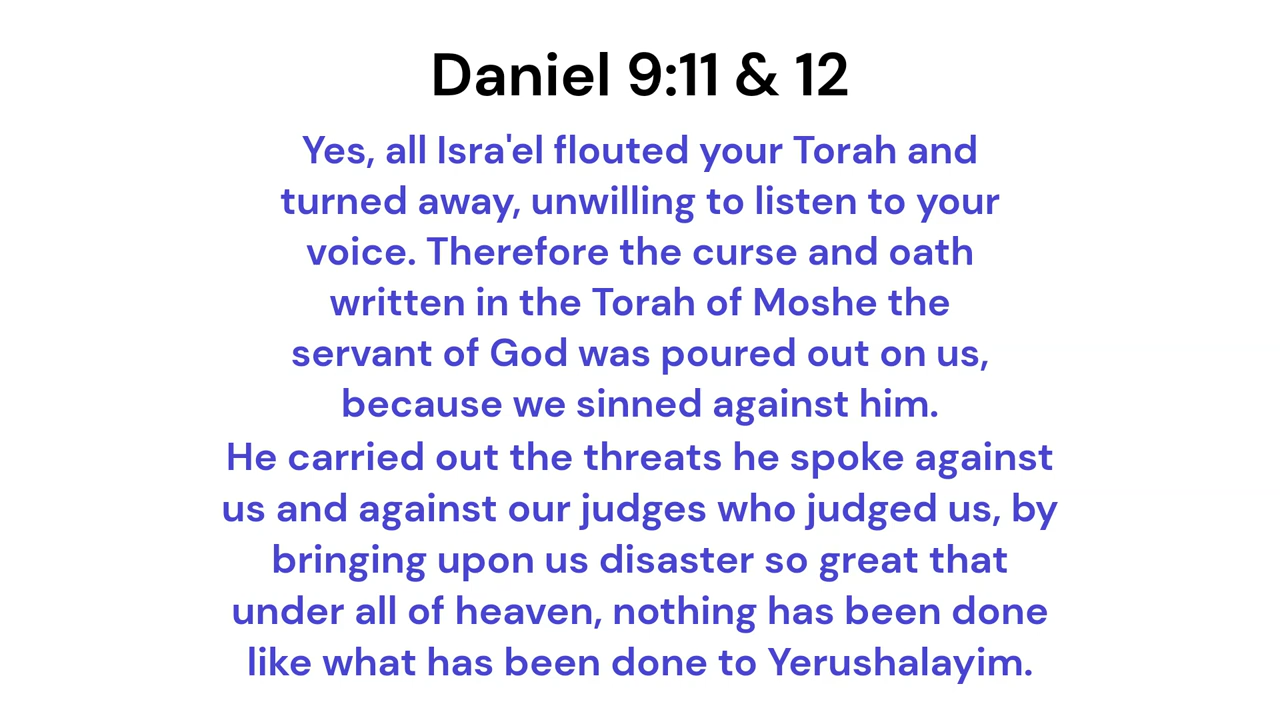 Daniel 9:11 & 12
Yes, all Isra'el flouted your Torah and
turned away, unwilling to listen to your
voice. Therefore the curse and oath
written in the Torah of Moshe the
servant of God was poured out on us,
because we sinned against him.
He carried out the threats he spoke against
us and against our judges who judged us, by
bringing upon us disaster so great that
under all of heaven, nothing has been done
like what has been done to Yerushalayim.